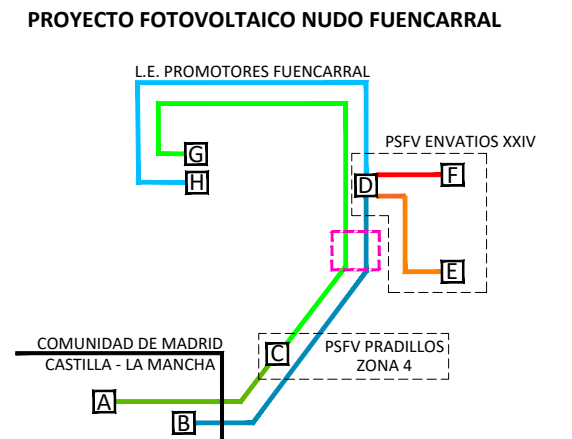 PROYECTO FOTOVOLTAICO NUDO FUENCARRAL
L.E. PROMOTORES FUENCARRAL
PSFV ENVATIOS XXIV
G
H
D
F
E
COMUNIDAD DE MADRID
CASTILLA - LA MANCHA
C
PSFV PRADILLOS
ZONA 4
A
B